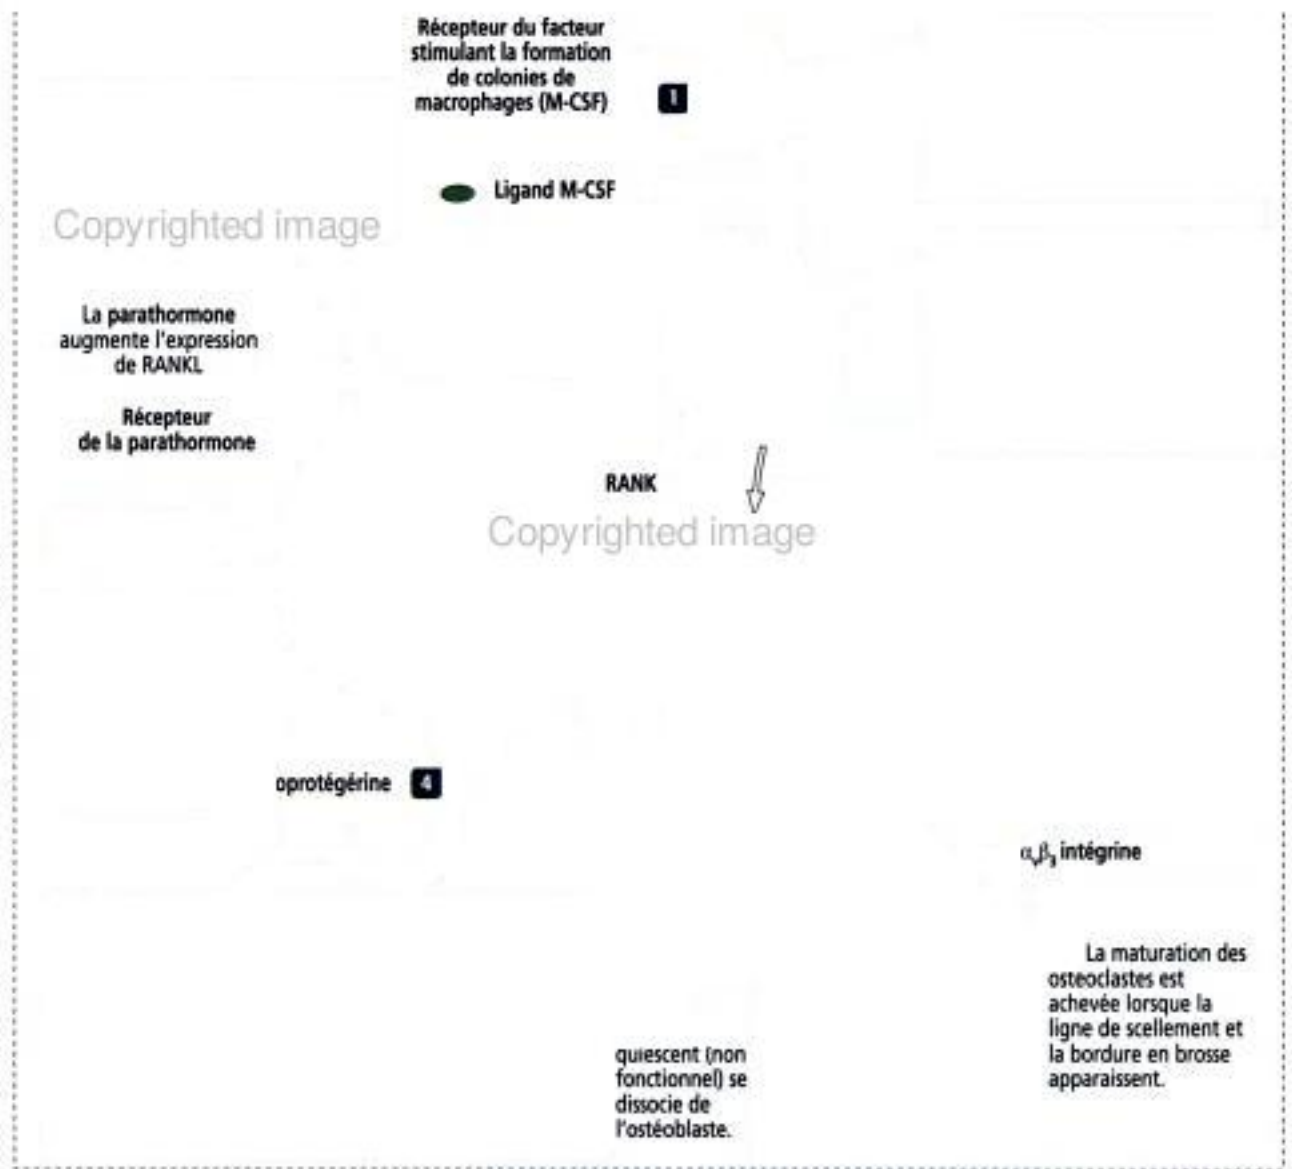 Récepteur du facteur
stimulant la formation
de colonies de
macrophages (M-CSF)
1
Ligand M-CSF
Copyrighted image
La parathormone
augmente l'expression
de RANKL
Récepteur
de la parathormone
RANK
Copyrighted image
oprotégérine 4
αvβ3 intégrine
La maturation des
osteoclastes est
achevée lorsque la
ligne de scellement et
la bordure en brosse
apparaissent.
quiescent (non
fonctionnel) se
dissocie de
l'ostéoblaste.